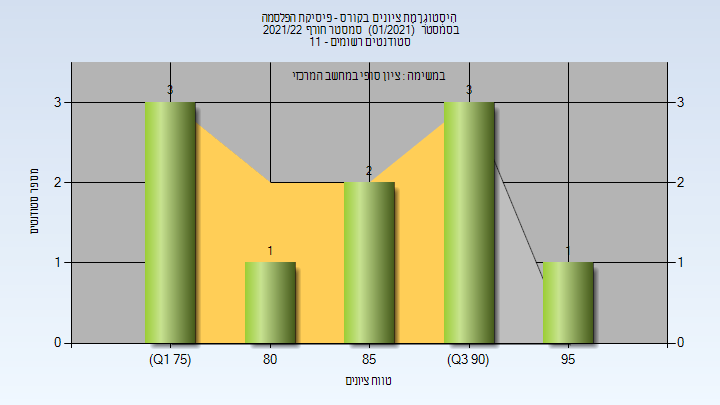 היסטוגרמת ציונים בקורס - פיסיקת הפלסמה
בסמסטר (01/2021) סמסטר חורף 2021/22
סטודנטים רשומים - 11
במשימה : ציון סופי במחשב המרכזי
3
1
2
3
1
3
2
1
0
3
2
1
0
מספר סטודנטים
(Q1 75)
80
85
(Q3 90)
95
טווח ציונים